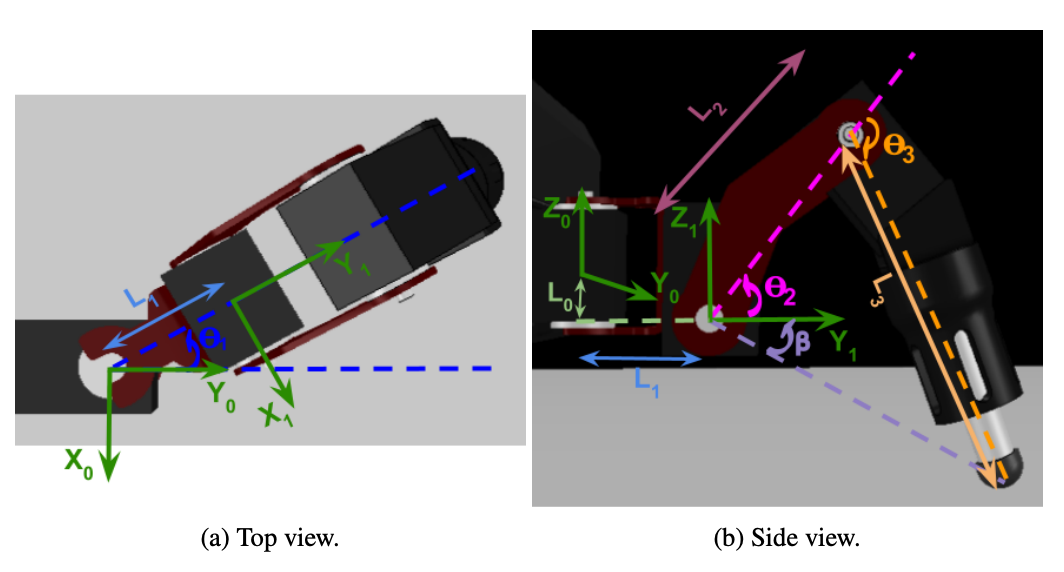 L₁
Y₁
Θ₁
Y₀
X₁
X₀
L₂
Θ₃
Z₀
Z₁
L₃
Y₀
Θ₂
L₀
Y₁
β
L₁
(a) Top view.
(b) Side view.